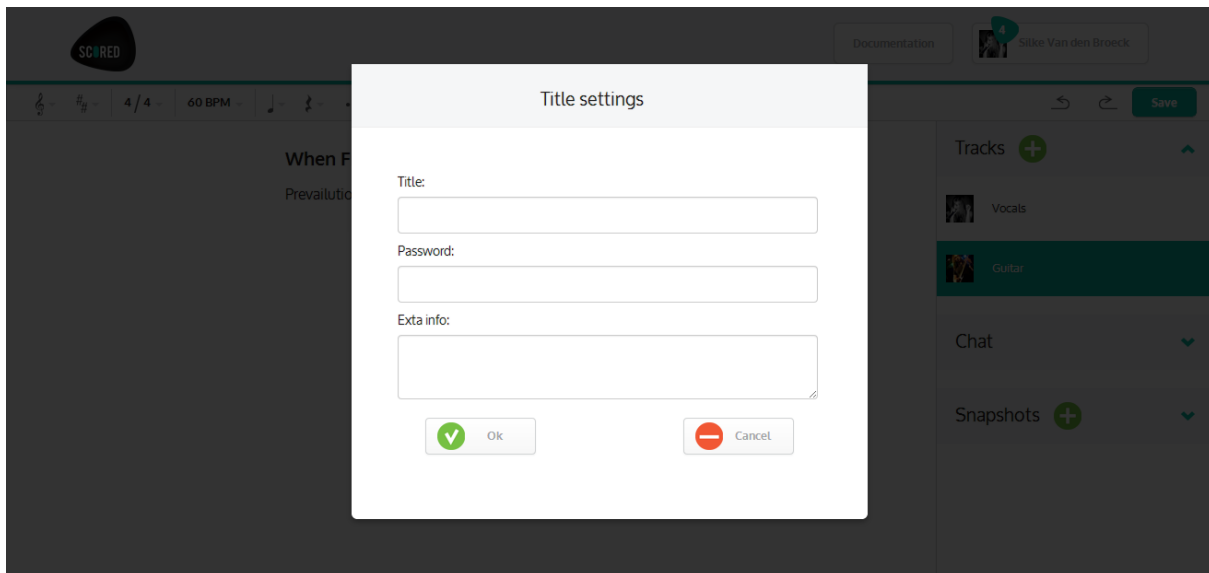 SCORED
Documentation
4
Silke Van den Broeck
4 / 4
60 BPM
Save
Title settings
When F
Prevailutio
Title:
Password:
Exta info:
Ok
Cancel
Tracks
Vocals
Guitar
Chat
Snapshots